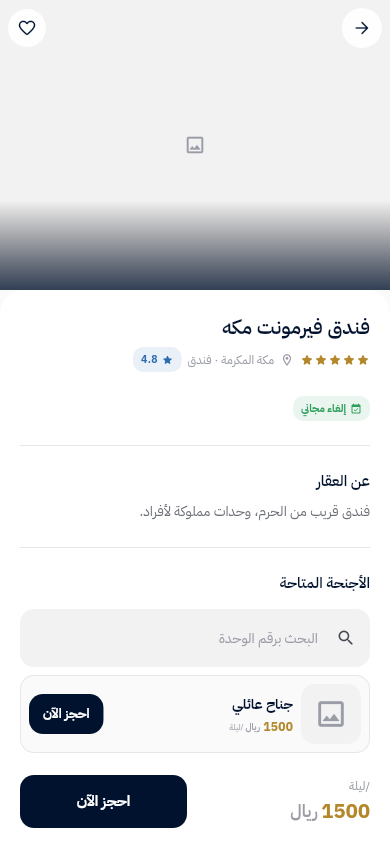 فندق فيرمونت مكه
مكة المكرمة · فندق 4.8
إلغاء مجاني
عن العقار
فندق قريب من الحرم، وحدات مملوكة لأفراد.
الأجنحة المتاحة
البحث برقم الوحدة
جناح عائلي
1500 ريال /ليلة
احجز الآن
/ليلة
1500 ريال
احجز الآن